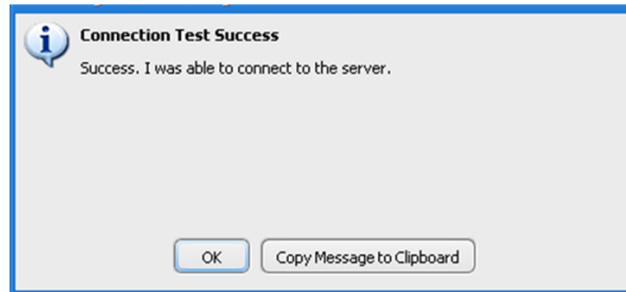 Connection Test Success
Success. I was able to connect to the server.
OK Copy Message to Clipboard